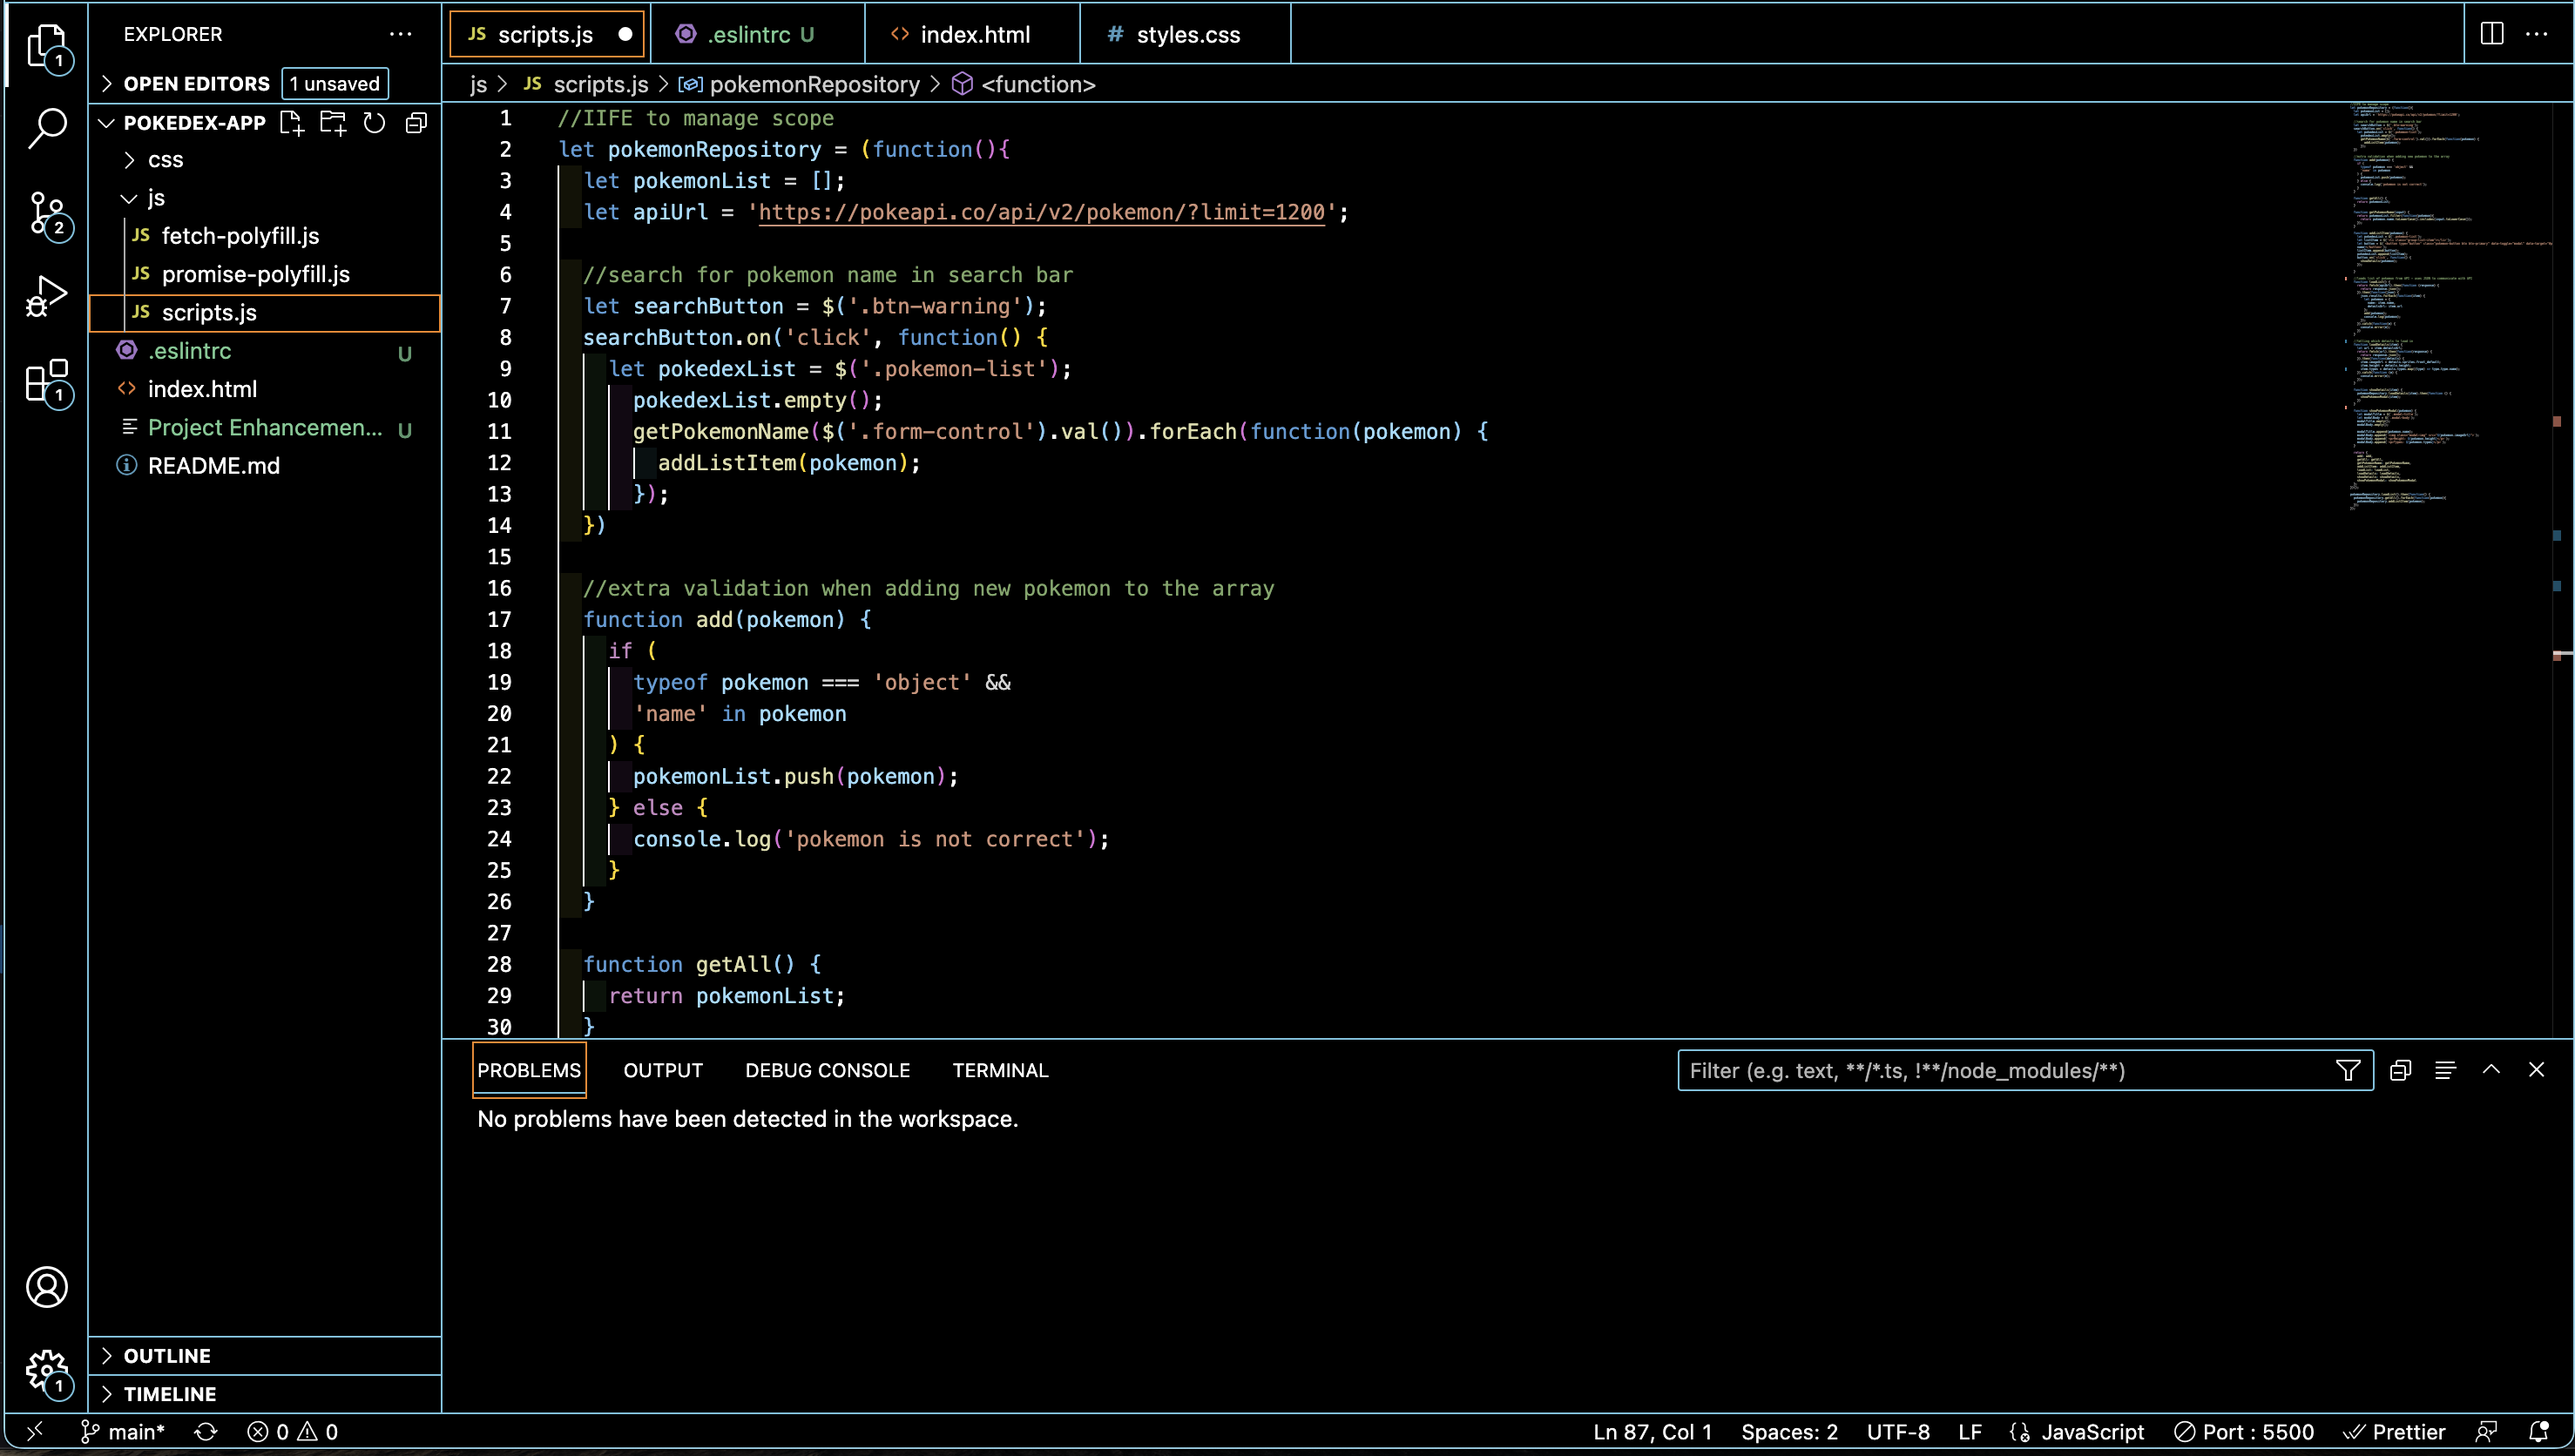 EXPLORER
OPEN EDITORS 1 unsaved
POKEDEX-APP
css
js
JS fetch-polyfill.js
JS promise-polyfill.js
JS scripts.js
.eslintrc U
index.html
Project Enhancemen... U
README.md
OUTLINE
TIMELINE
1
2
1
1
JS scripts.js
.eslintrc U
<> index.html
# styles.css
js > JS scripts.js > pokemonRepository > <function>
1 //IIFE to manage scope
2 let pokemonRepository = (function(){
3 let pokemonList = [];
4 let apiUrl = 'https://pokeapi.co/api/v2/pokemon/?limit=1200';
5
6 //search for pokemon name in search bar
7 let searchButton = $('.btn-warning');
8 searchButton.on('click', function() {
9 let pokedexList = $('.pokemon-list');
10 pokedexList.empty();
11 getPokemonName($('.form-control').val()).forEach(function(pokemon) {
12 addListItem(pokemon);
13 });
14 })
15
16 //extra validation when adding new pokemon to the array
17 function add(pokemon) {
18 if (
19 typeof pokemon === 'object' &&
20 'name' in pokemon
21 ) {
22 pokemonList.push(pokemon);
23 } else {
24 console.log('pokemon is not correct');
25 }
26 }
27
28 function getAll() {
29 return pokemonList;
30 }
PROBLEMS OUTPUT DEBUG CONSOLE TERMINAL
Filter (e.g. text, **/*.ts, !**/node_modules/**)
No problems have been detected in the workspace.
main* 0 0
Ln 87, Col 1 Spaces: 2 UTF-8 LF JavaScript Port : 5500 Prettier